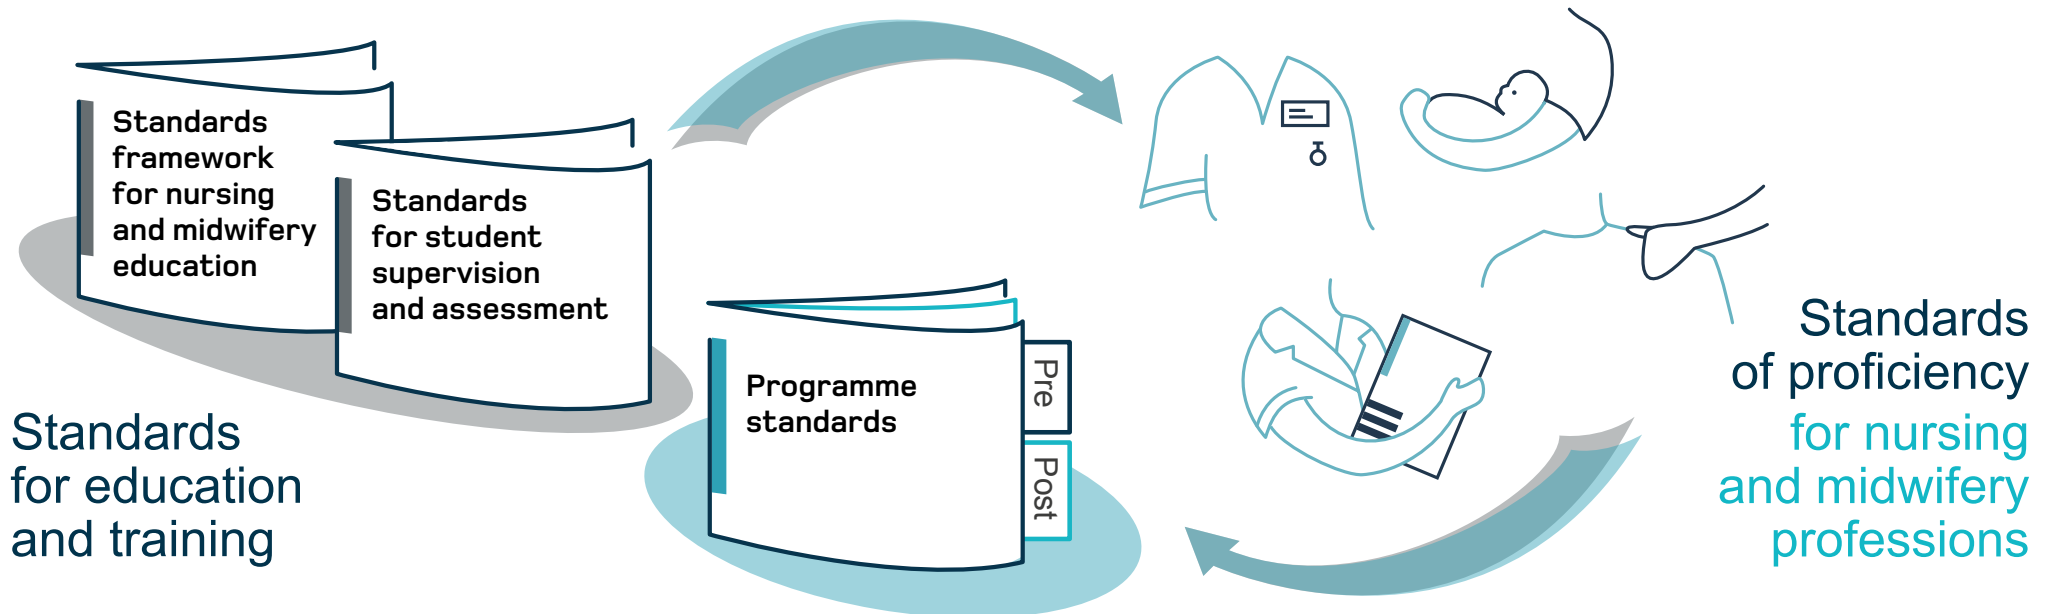 Standards
framework
for nursing
and midwifery
education
Standards
for student
supervision
and assessment
Programme
standards
Pre
Post
Standards
for education
and training
Standards
of proficiency
for nursing
and midwifery
professions